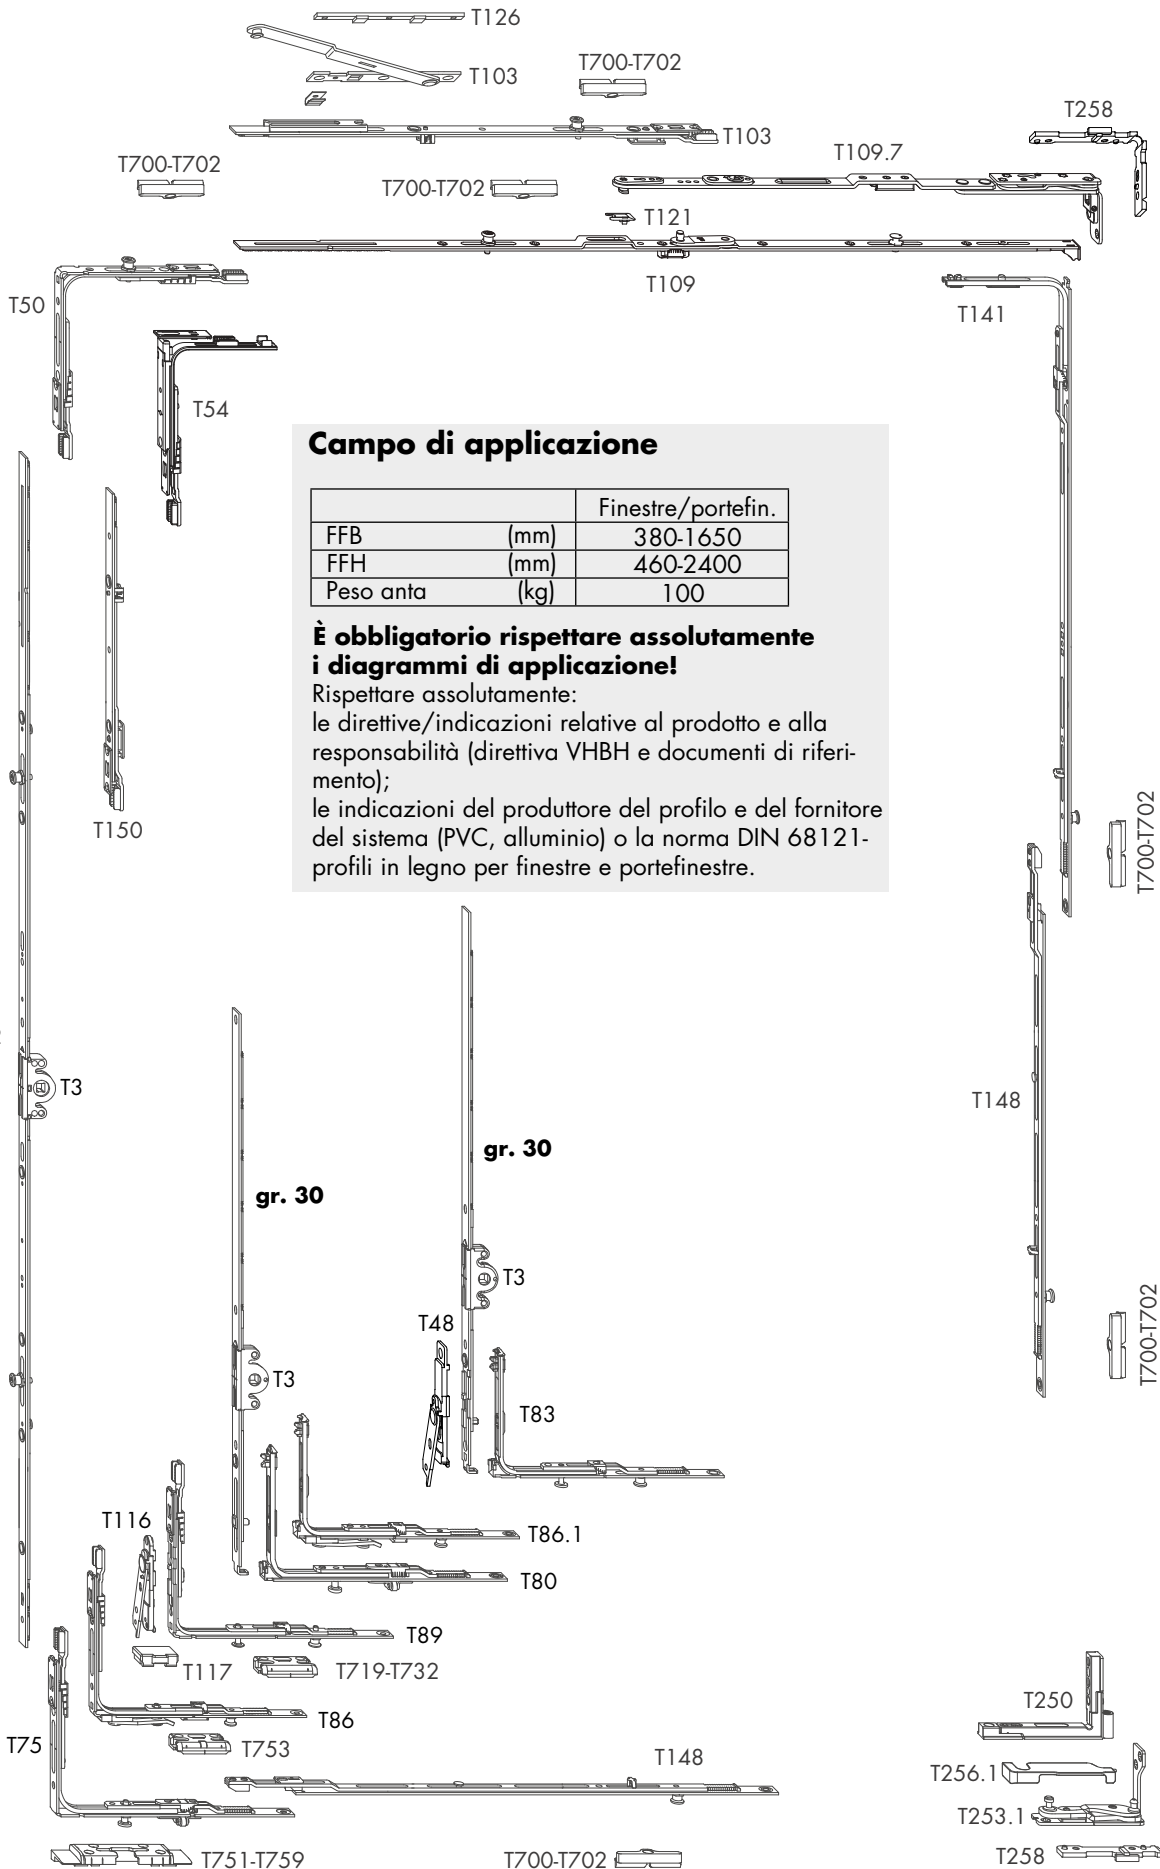 T126
T103
T700-T702
T258
T103
T109.7
T700-T702
T700-T702
T121
T109
T50
T141
T54
Campo di applicazione
Finestre/portefin.
FFB (mm) 380-1650
FFH (mm) 460-2400
Peso anta (kg) 100
È obbligatorio rispettare assolutamente
i diagrammi di applicazione!
Rispettare assolutamente:
le direttive/indicazioni relative al prodotto e alla
responsabilità (direttiva VHBH e documenti di riferi-
mento);
le indicazioni del produttore del profilo e del fornitore
del sistema (PVC, alluminio) o la norma DIN 68121-
profili in legno per finestre e portefinestre.
T150
T700-T702
T3
T148
gr. 30
gr. 30
T3
T48
T3
T700-T702
T83
T116
T86.1
T80
T89
T117
T719-T732
T250
T86
T75
T753
T148
T256.1
T253.1
T751-T759
T700-T702
T258